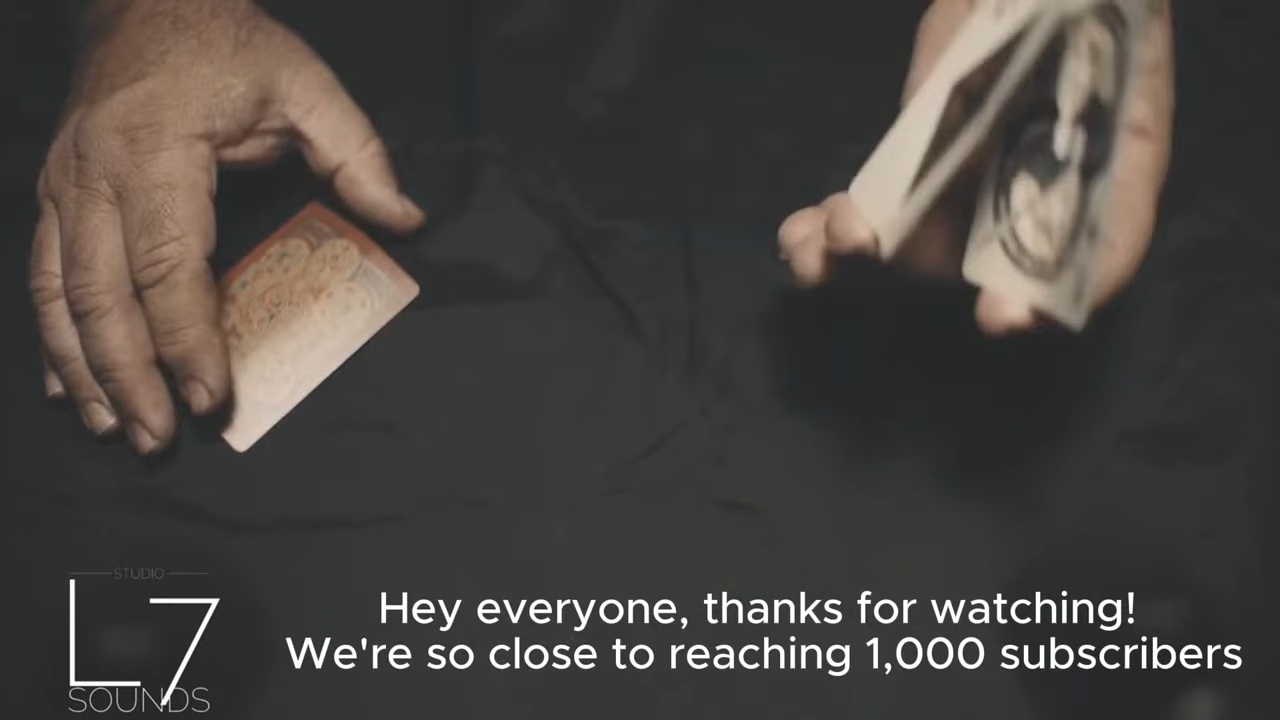 STUDIO
L7
SOUNDS
Hey everyone, thanks for watching!
We're so close to reaching 1,000 subscribers